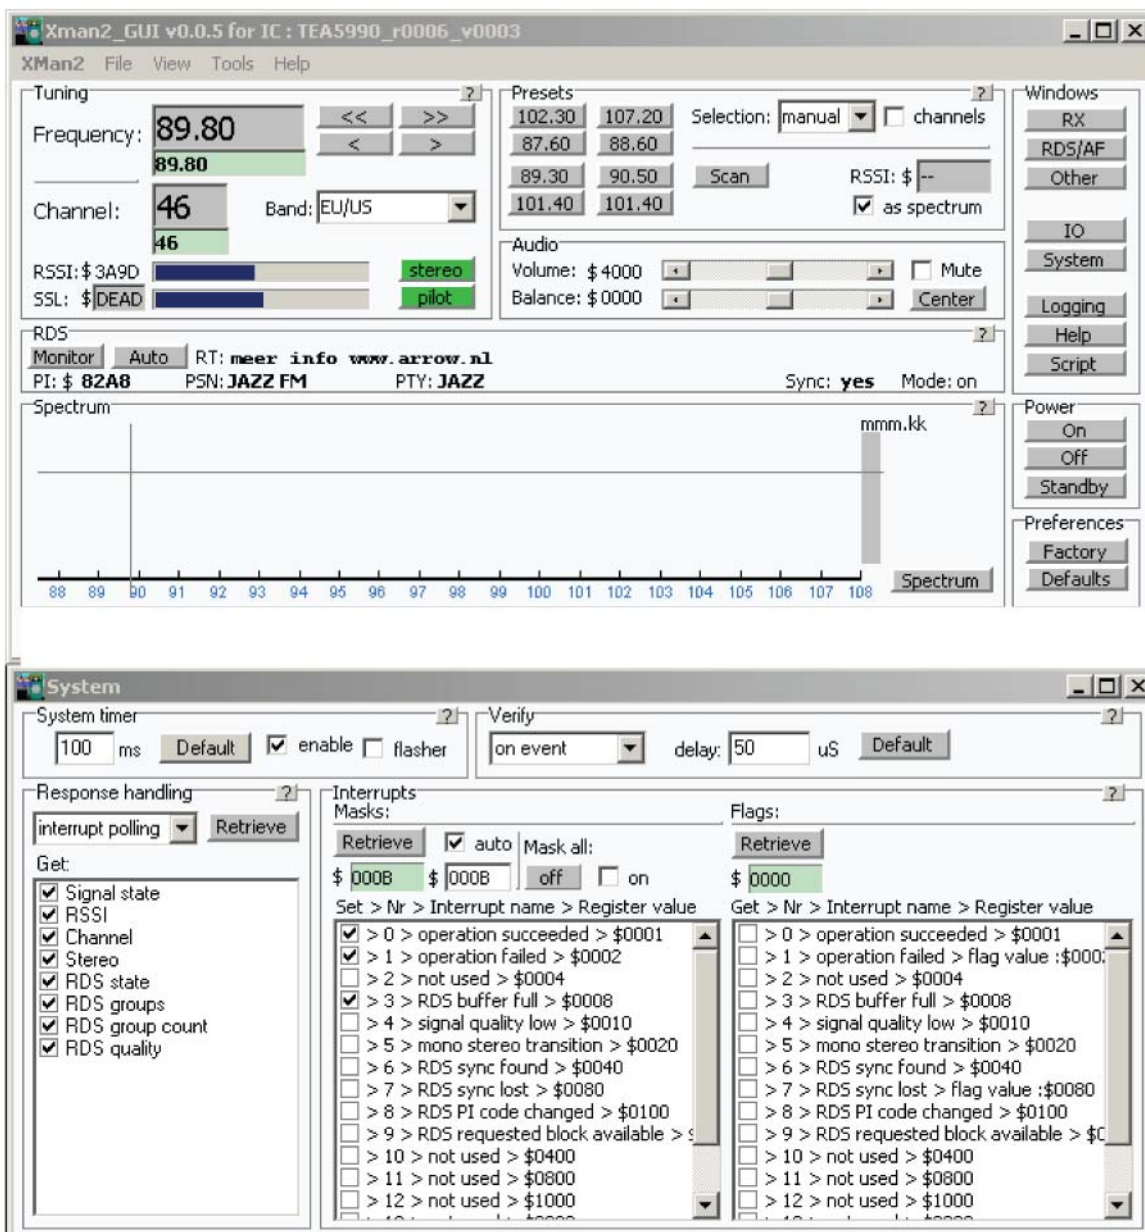 Xman2_GUI v0.0.5 for IC : TEA5990_r0006_v0003
XMan2 File View Tools Help
Tuning ?
Frequency: 89.80 << >>
89.80 < >
Channel: 46 Band: EU/US
46
RSSI:$3A9D stereo
SSL: $DEAD pilot
Presets ?
102.30 107.20 Selection: manual channels
87.60 88.60
89.30 90.50 Scan RSSI: $ --
101.40 101.40 as spectrum
Audio
Volume: $4000 Mute
Balance: $0000 Center
RDS ?
Monitor Auto RT: meer info www.arrow.nl
PI: $ 82A8 PSN: JAZZ FM PTY: JAZZ Sync: yes Mode: on
Spectrum ?
mmm.kk
88 89 90 91 92 93 94 95 96 97 98 99 100 101 102 103 104 105 106 107 108 Spectrum
Windows
RX
RDS/AF
Other
IO
System
Logging
Help
Script
Power
On
Off
Standby
Preferences
Factory
Defaults
System
System timer ?
100 ms Default enable flasher
Verify ?
on event delay: 50 uS Default
Response handling ?
interrupt polling Retrieve
Get:
Signal state
RSSI
Channel
Stereo
RDS state
RDS groups
RDS group count
RDS quality
Interrupts ?
Masks:
Retrieve auto Mask all:
$ 000B $ 000B off on
Set > Nr > Interrupt name > Register value
> 0 > operation succeeded > $0001
> 1 > operation failed > $0002
> 2 > not used > $0004
> 3 > RDS buffer full > $0008
> 4 > signal quality low > $0010
> 5 > mono stereo transition > $0020
> 6 > RDS sync found > $0040
> 7 > RDS sync lost > $0080
> 8 > RDS PI code changed > $0100
> 9 > RDS requested block available >
> 10 > not used > $0400
> 11 > not used > $0800
> 12 > not used > $1000
Flags:
Retrieve
$ 0000
Get > Nr > Interrupt name > Register value
> 0 > operation succeeded > $0001
> 1 > operation failed > flag value :$000
> 2 > not used > $0004
> 3 > RDS buffer full > $0008
> 4 > signal quality low > $0010
> 5 > mono stereo transition > $0020
> 6 > RDS sync found > $0040
> 7 > RDS sync lost > flag value :$0080
> 8 > RDS PI code changed > $0100
> 9 > RDS requested block available >
> 10 > not used > $0400
> 11 > not used > $0800
> 12 > not used > $1000